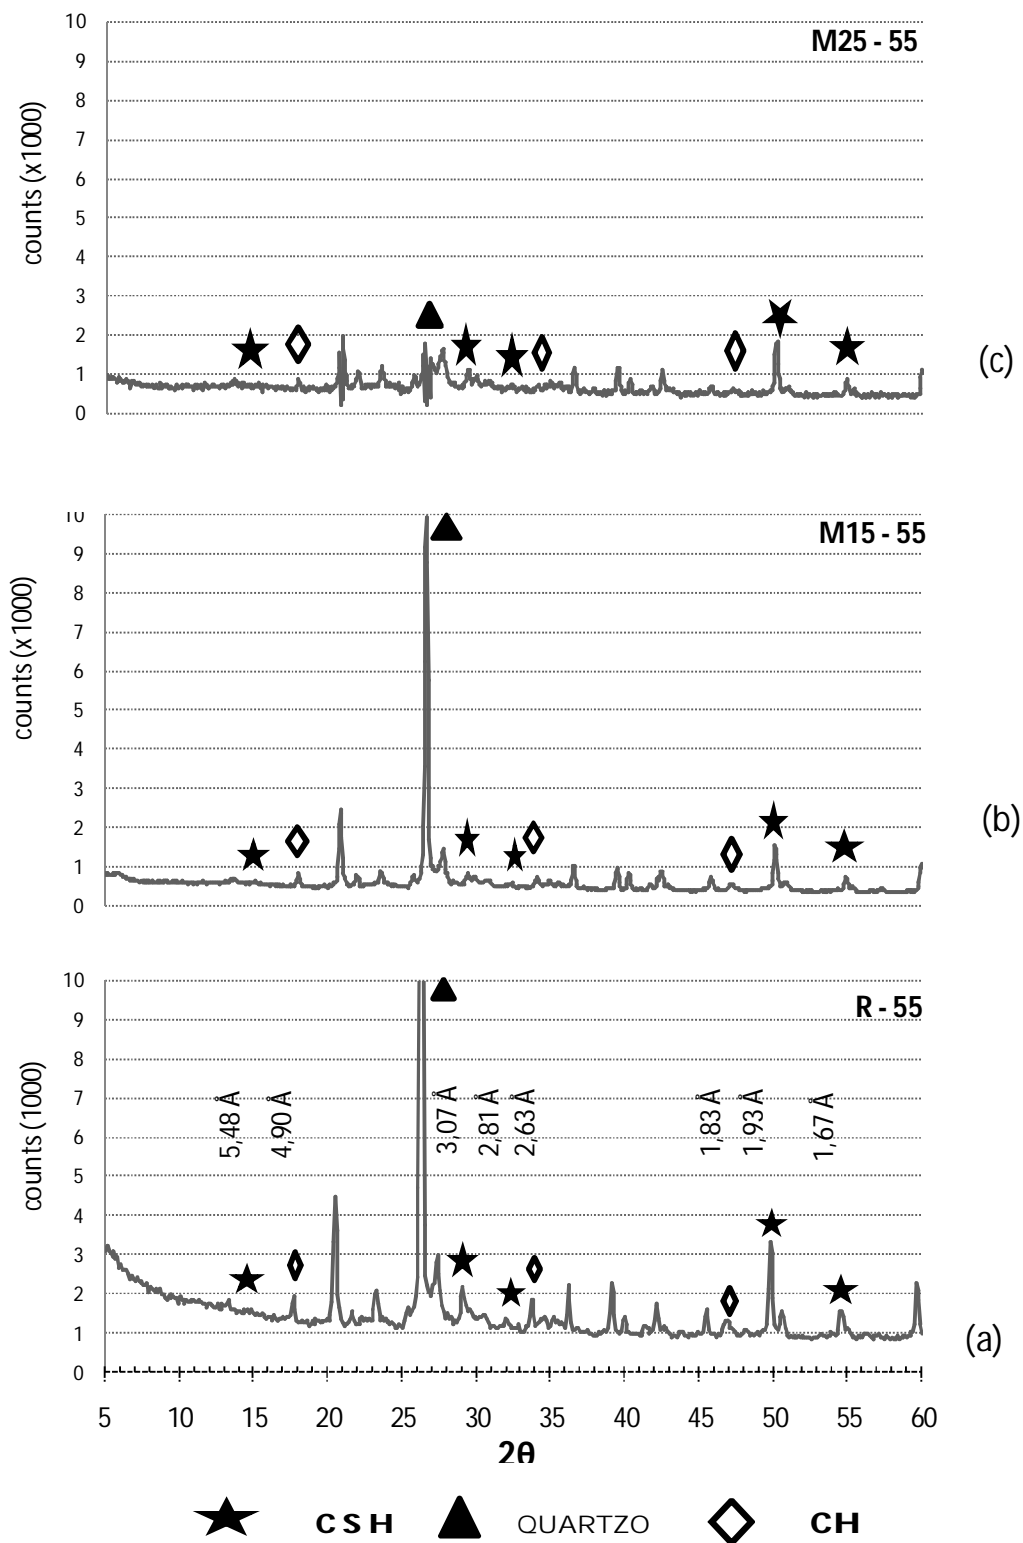 M25 - 55
counts (x1000)
10
9
8
7
6
5
4
3
2
1
0
(c)
M15 - 55
counts (x1000)
10
9
8
7
6
5
4
3
2
1
0
(b)
R - 55
counts (1000)
10
9
8
7
6
5
4
3
2
1
0
5,48 Å
4,90 Å
3,07 Å
2,81 Å
2,63 Å
1,83 Å
1,93 Å
1,67 Å
(a)
5 10 15 20 25 30 35 40 45 50 55 60
2θ
CSH QUARTZO CH